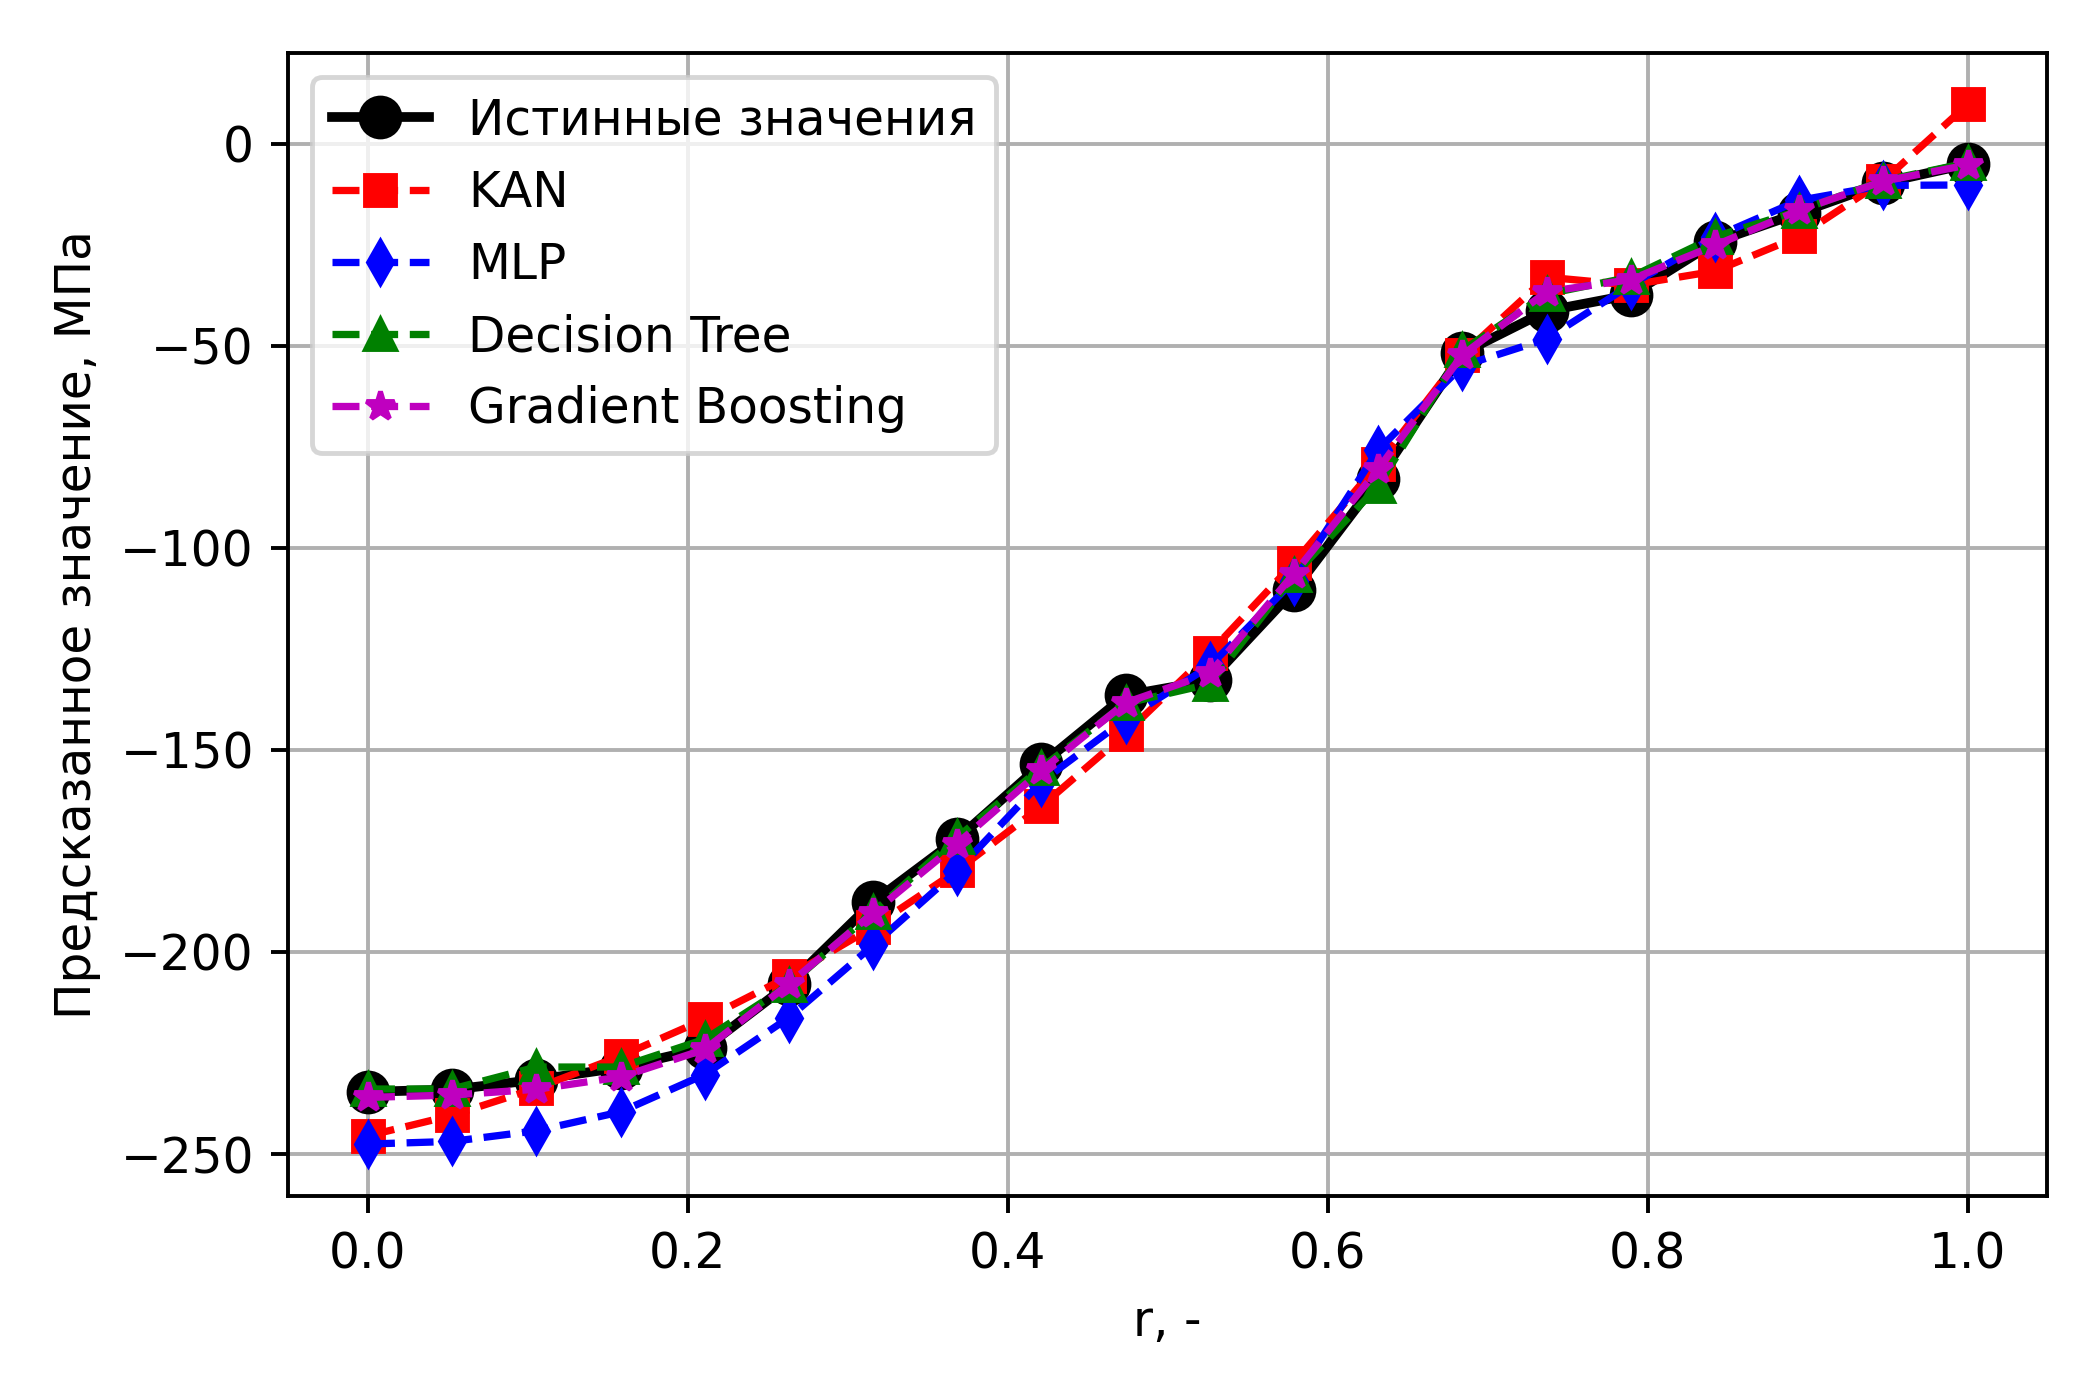 Истинные значения
KAN
MLP
Decision Tree
Gradient Boosting
Предсказанное значение, МПа
0
−50
−100
−150
−200
−250
0.0
0.2
0.4
0.6
0.8
1.0
r, -